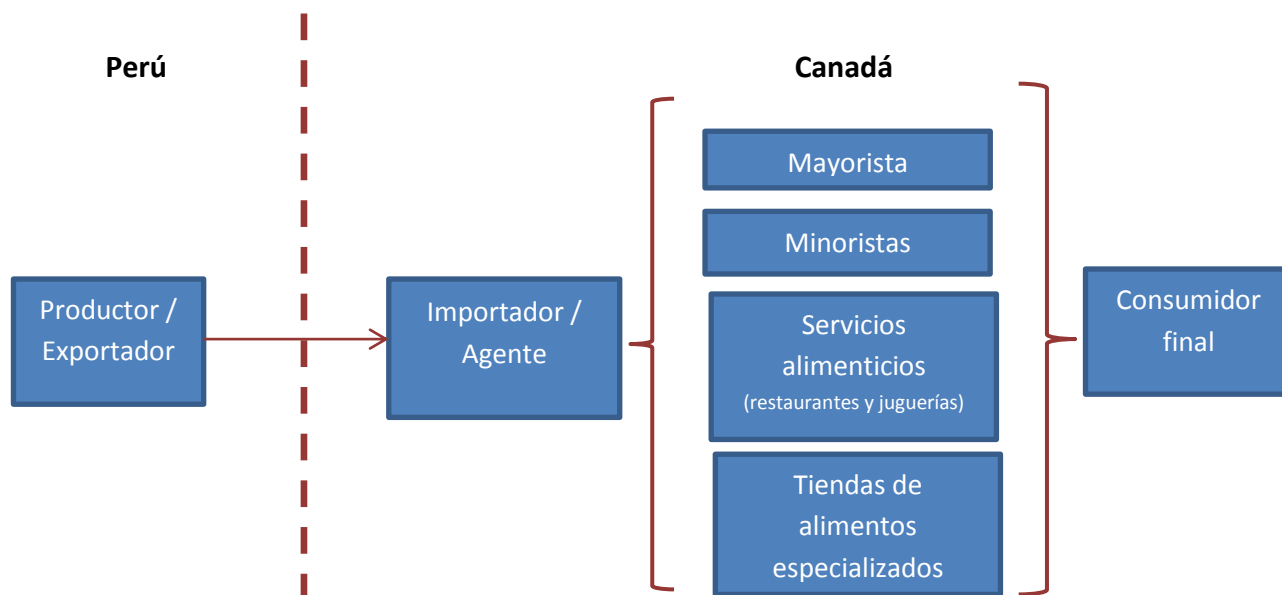 Perú
Canadá
Productor /
Exportador
Importador /
Agente
Mayorista
Minoristas
Servicios
alimenticios
(restaurantes y juguerías)
Tiendas de
alimentos
especializados
Consumidor
final